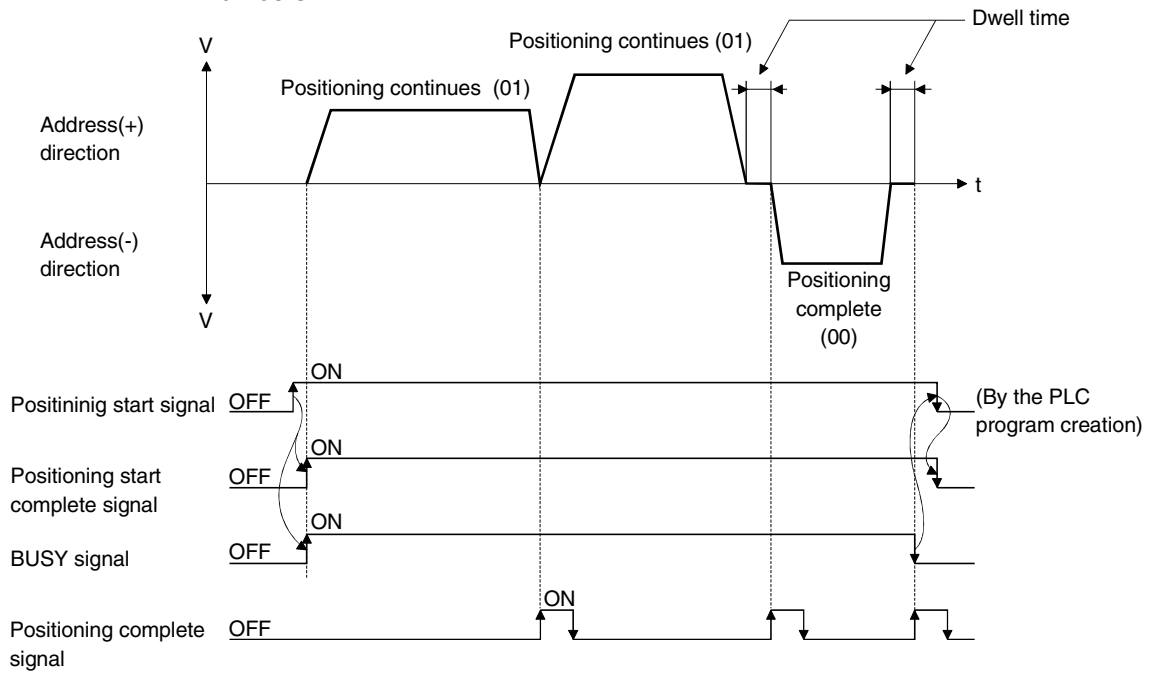 Dwell time
Positioning continues (01)
V
Positioning continues (01)
Address(+)
direction
t
Address(-)
direction
Positioning
complete
(00)
V
ON
Positininig start signal
OFF
(By the PLC
program creation)
ON
Positioning start
complete signal
OFF
ON
BUSY signal
OFF
ON
Positioning complete
signal
OFF